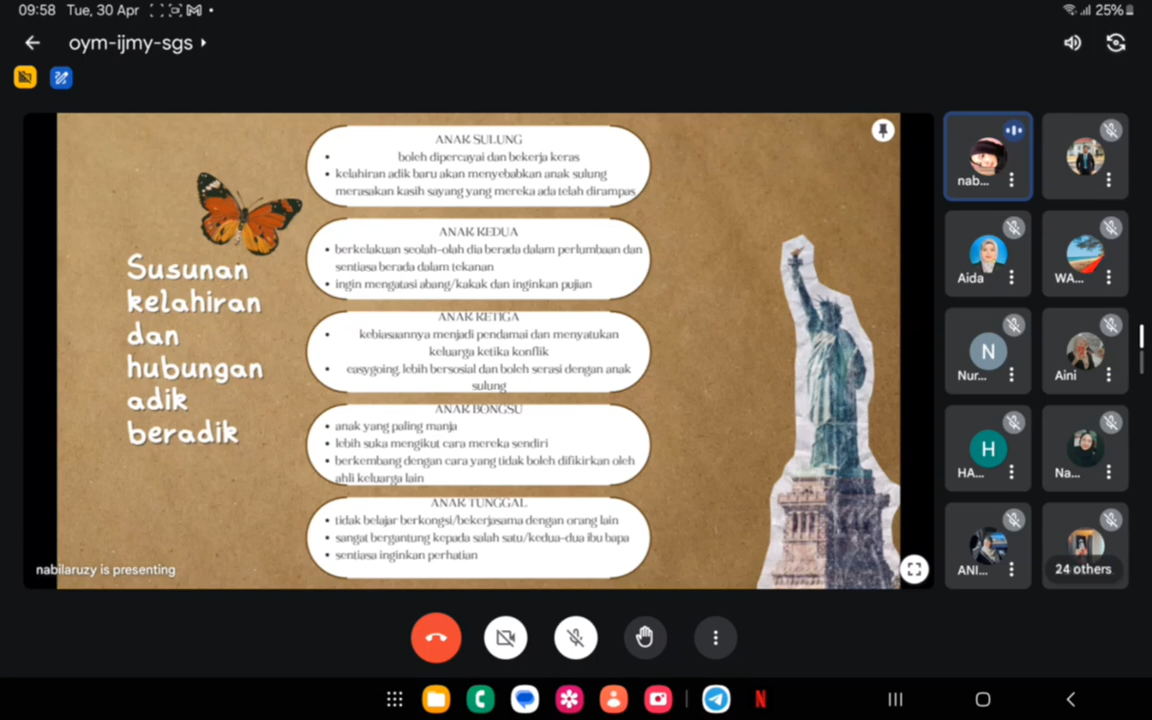 09:58 Tue, 30 Apr
25%
oym-ijmy-sgs
Susunan
kelahiran
dan
hubungan
adik
beradik
ANAK SULUNG
• boleh dipercayai dan bekerja keras
• kelahiran adik baru akan menyebabkan anak sulung
merasakan kasih sayang yang mereka ada telah dirampas
ANAK KEDUA
• berkelakuan seolah-olah dia berada dalam perlumbaan dan
sentiasa berada dalam tekanan
• ingin mengatasi abang/kakak dan inginkan pujian
ANAK KETIGA
• kebiasaannya menjadi pendamai dan menyatukan
keluarga ketika konflik
• easygoing, lebih bersosial dan boleh serasi dengan anak
sulung
ANAK BONGSU
• anak yang paling manja
• lebih suka mengikut cara mereka sendiri
• berkembang dengan cara yang tidak boleh difikirkan oleh
ahli keluarga lain
ANAK TUNGGAL
• tidak belajar berkongsi/bekerjasama dengan orang lain
• sangat bergantung kepada salah satu/kedua-dua ibu bapa
• sentiasa inginkan perhatian
nabilaruzy is presenting
nab...
Aida
WA...
N
Nur...
Aini
H
HA...
Na...
ANI...
24 others
N